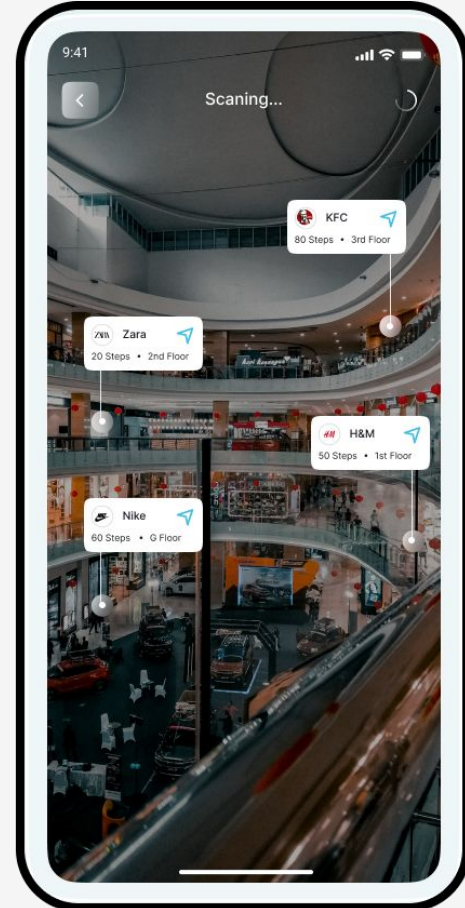 9:41
Scaning...
KFC
80 Steps • 3rd Floor
ZARA
Zara
20 Steps • 2nd Floor
H&M
H&M
50 Steps • 1st Floor
Nike
60 Steps • G Floor